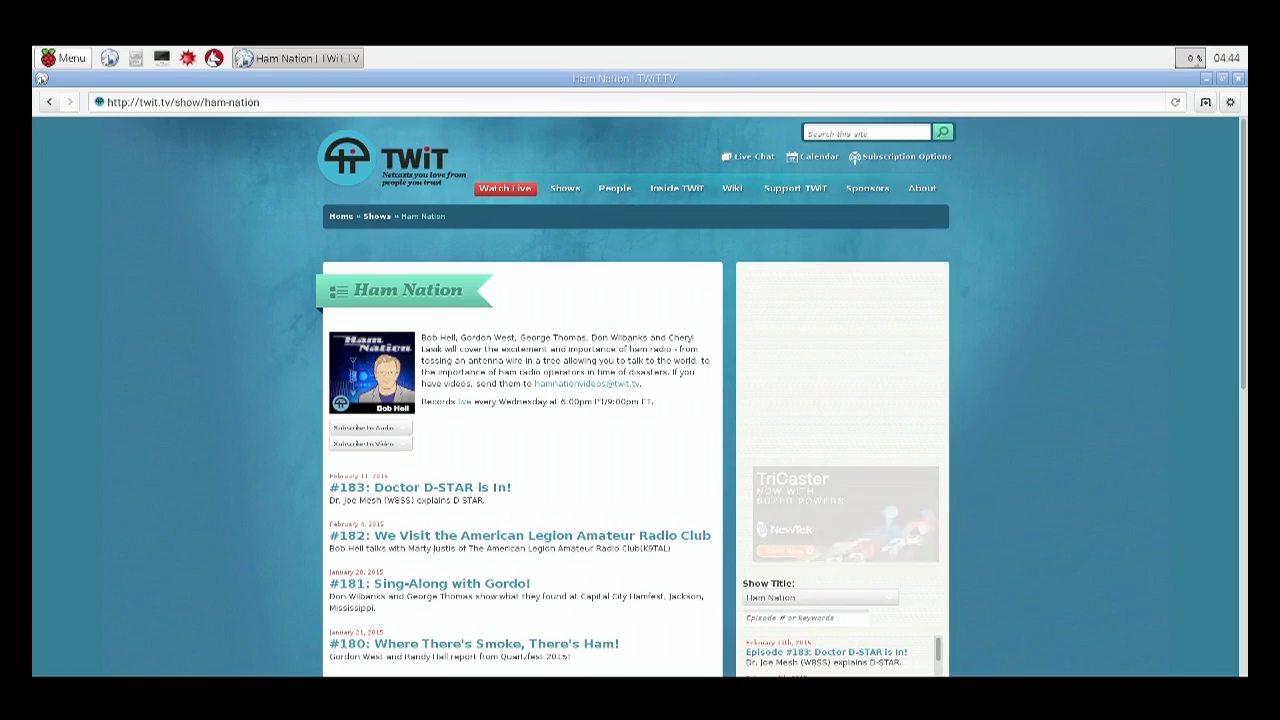 Menu
Ham Nation | TWiT.TV
0 %
04:44
Ham Nation | TWiT.TV
http://twit.tv/show/ham-nation
Search this site
TWiT
Netcasts you love from
people you trust
Live Chat Calendar Subscription Options
Watch Live Shows People Inside TWiT Wiki Support TWiT Sponsors About
Home » Shows » Ham Nation
Ham Nation
Ham
Nation
Bob Heil
Bob Heil, Gordon West, George Thomas, Don Wilbanks and Cheryl
Lasik will cover the excitement and importance of ham radio - from
tossing an antenna wire in a tree allowing you to talk to the world, to
the importance of ham radio operators in time of disasters. If you
have videos, send them to hamnationvideos@twit.tv.
Records live every Wednesday at 6:00pm PT/9:00pm ET.
Subscribe to Audio
Subscribe to Video
February 11, 2015
#183: Doctor D-STAR is In!
Dr. Joe Mesh (W8SS) explains D-STAR.
February 4, 2015
#182: We Visit the American Legion Amateur Radio Club
Bob Heil talks with Marty Justis of The American Legion Amateur Radio Club(K9TAL)
January 28, 2015
#181: Sing-Along with Gordo!
Don Wilbanks and George Thomas show what they found at Capital City Hamfest, Jackson,
Mississippi.
January 21, 2015
#180: Where There's Smoke, There's Ham!
Gordon West and Randy Hall report from Quartzfest 2015!
TriCaster
NOW WITH
SUPER POWERS
NewTek
Show Title:
Ham Nation
Episode # or keywords
February 11th, 2015
Episode #183: Doctor D-STAR is In!
Dr. Joe Mesh (W8SS) explains D-STAR.